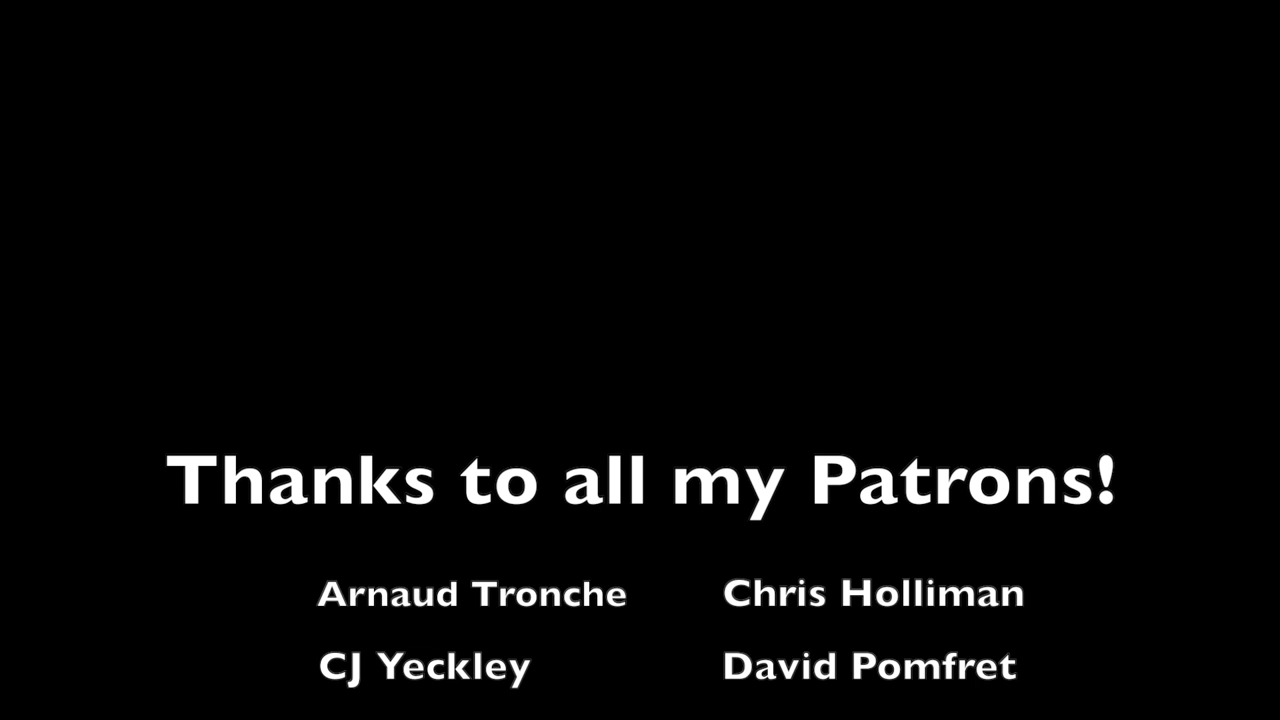 Thanks to all my Patrons!
Arnaud Tronche Chris Holliman
CJ Yeckley David Pomfret